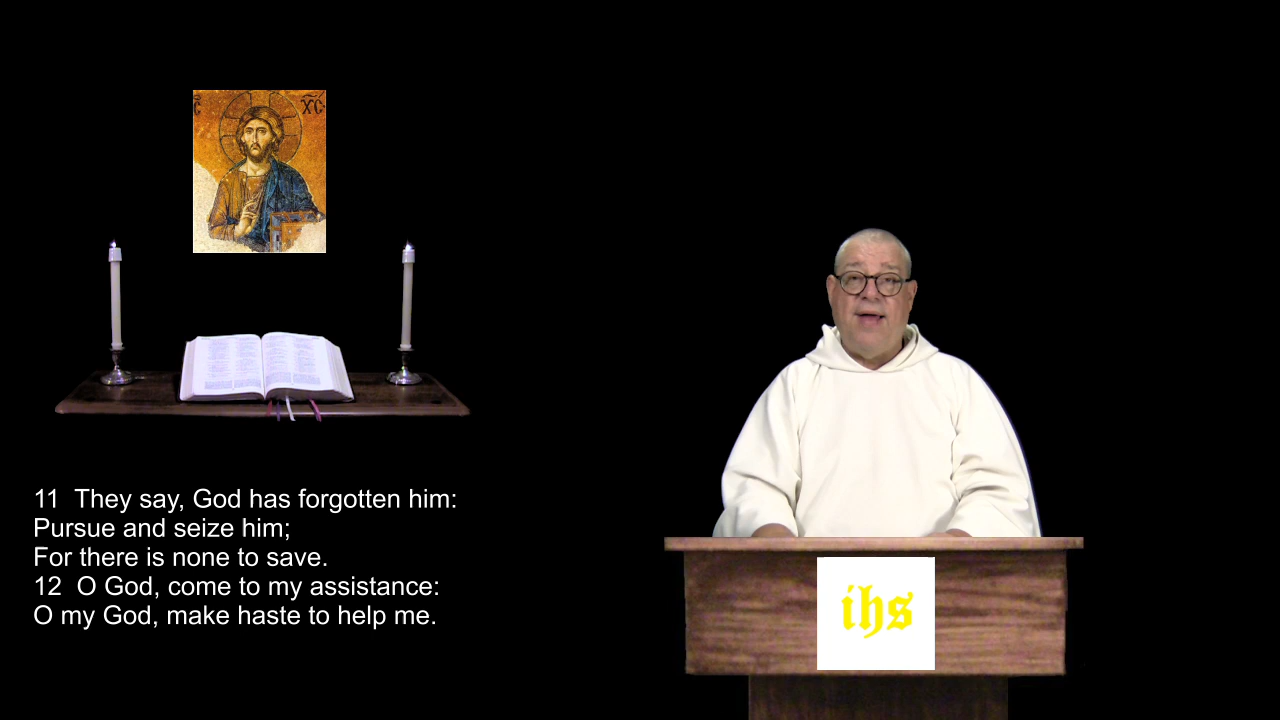 ΧC
11 They say, God has forgotten him:
Pursue and seize him;
For there is none to save.
12 O God, come to my assistance:
O my God, make haste to help me.
ihs